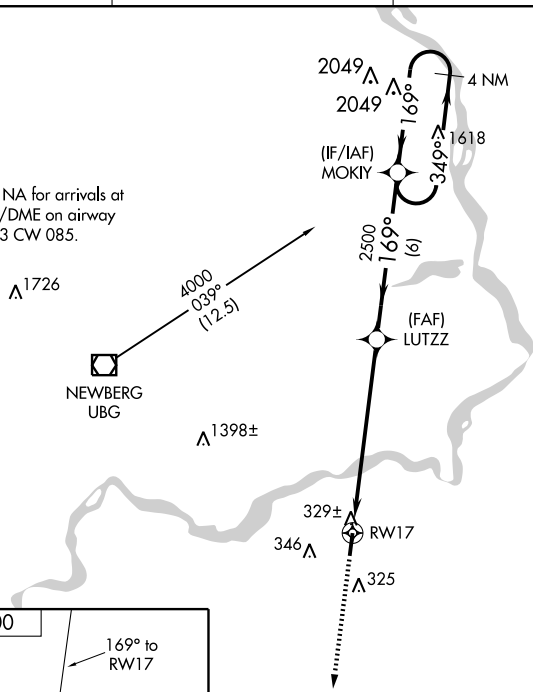 2049
2049
169°
4 NM
349°
1618
(IF/IAF)
MOKIY
NA for arrivals at
/DME on airway
3 CW 085.
2500
169°
(6)
1726
4000
039°
(12.5)
(FAF)
LUTZZ
NEWBERG
UBG
1398±
329±
RW17
346
325
00
169° to
RW17